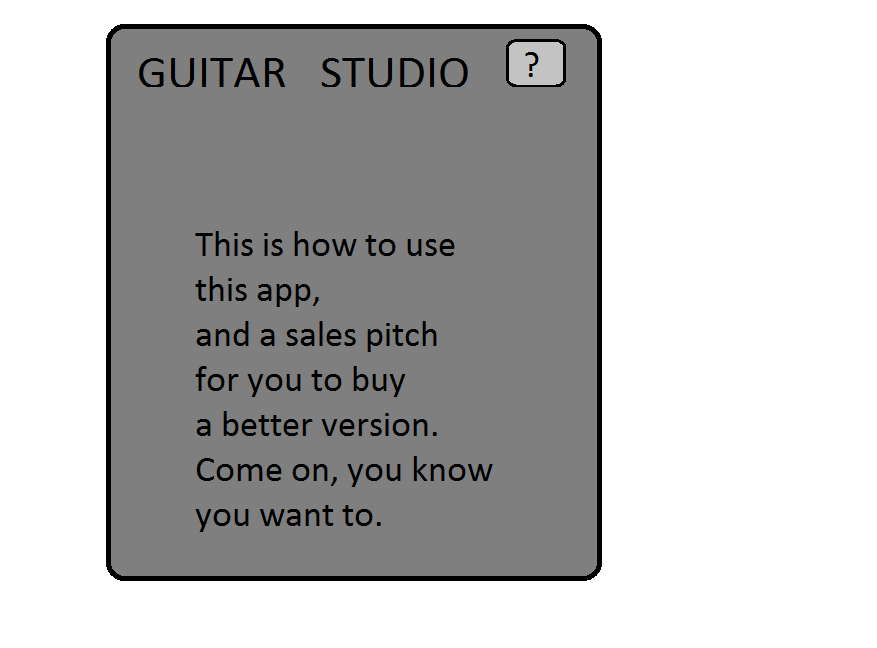 GUITAR STUDIO ?
This is how to use
this app,
and a sales pitch
for you to buy
a better version.
Come on, you know
you want to.